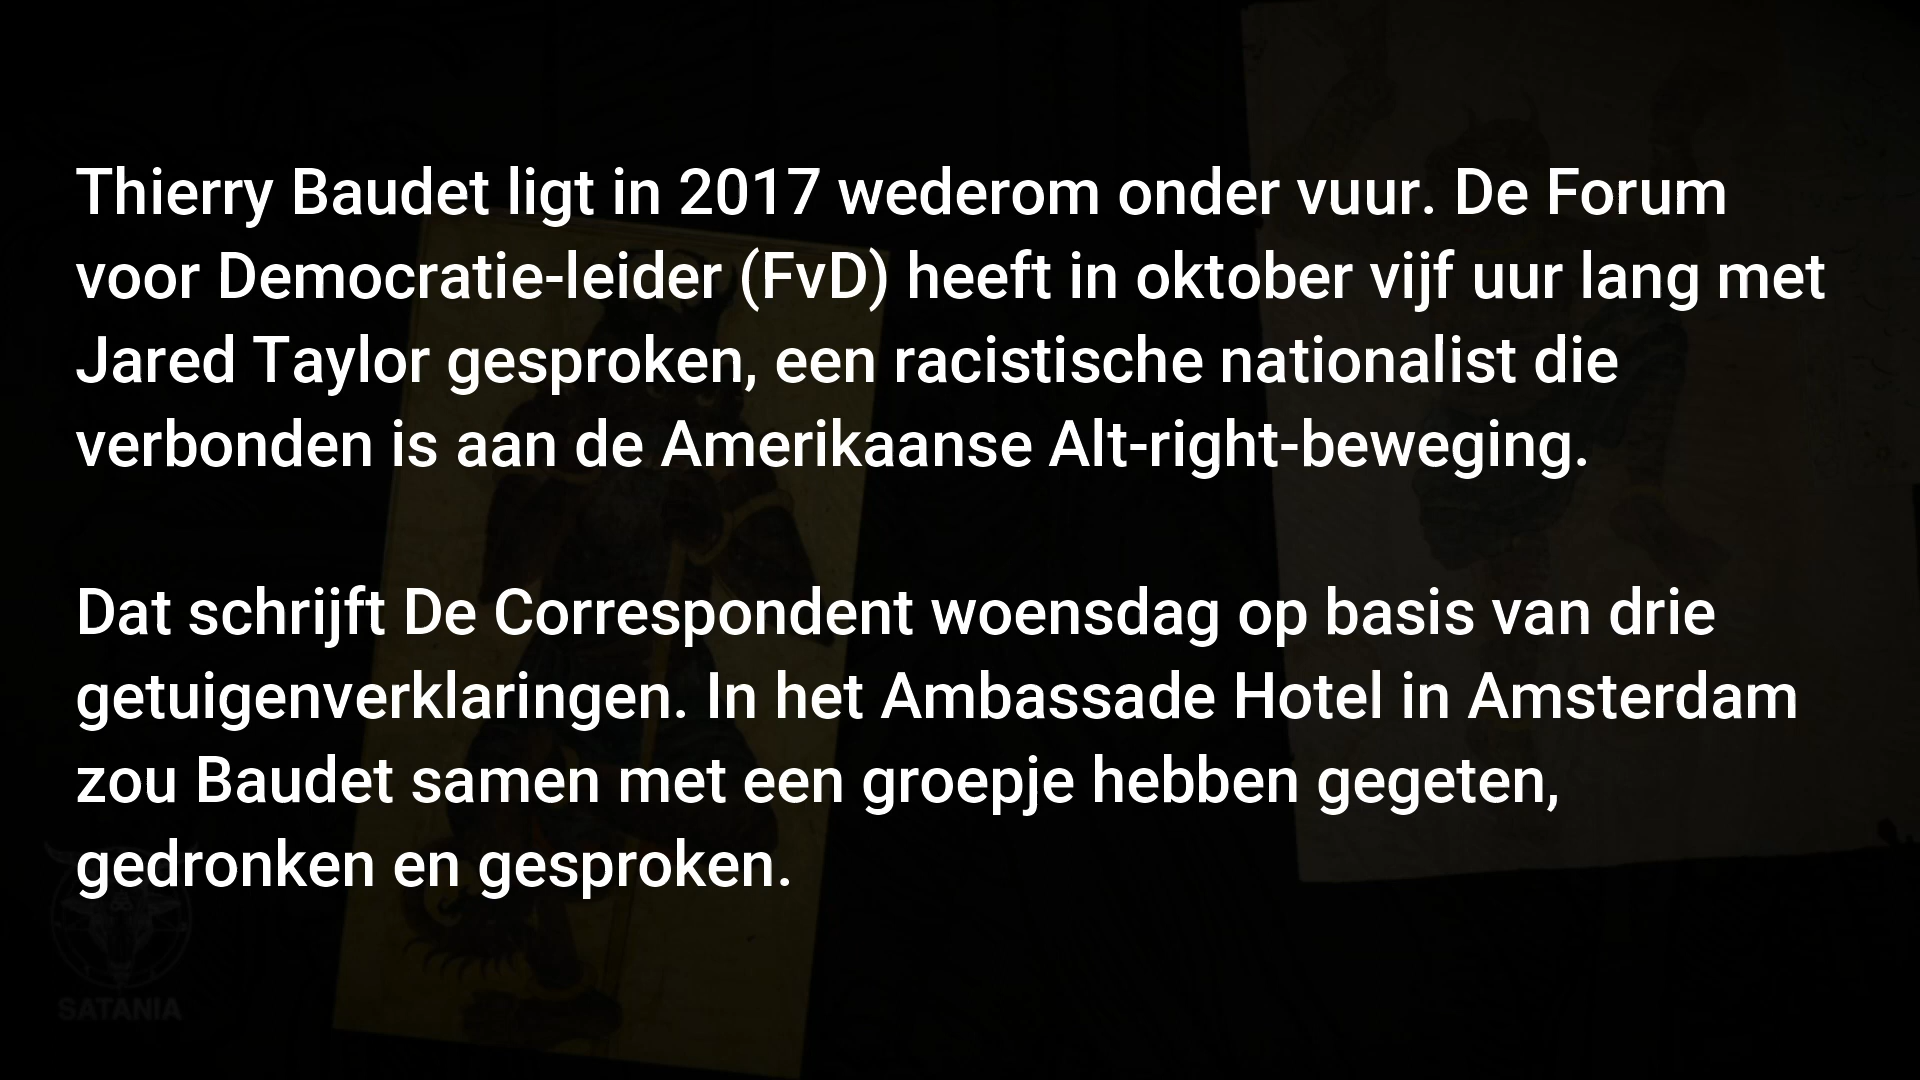 Thierry Baudet ligt in 2017 wederom onder vuur. De Forum
voor Democratie-leider (FvD) heeft in oktober vijf uur lang met
Jared Taylor gesproken, een racistische nationalist die
verbonden is aan de Amerikaanse Alt-right-beweging.
Dat schrijft De Correspondent woensdag op basis van drie
getuigenverklaringen. In het Ambassade Hotel in Amsterdam
zou Baudet samen met een groepje hebben gegeten,
gedronken en gesproken.
SATANIA